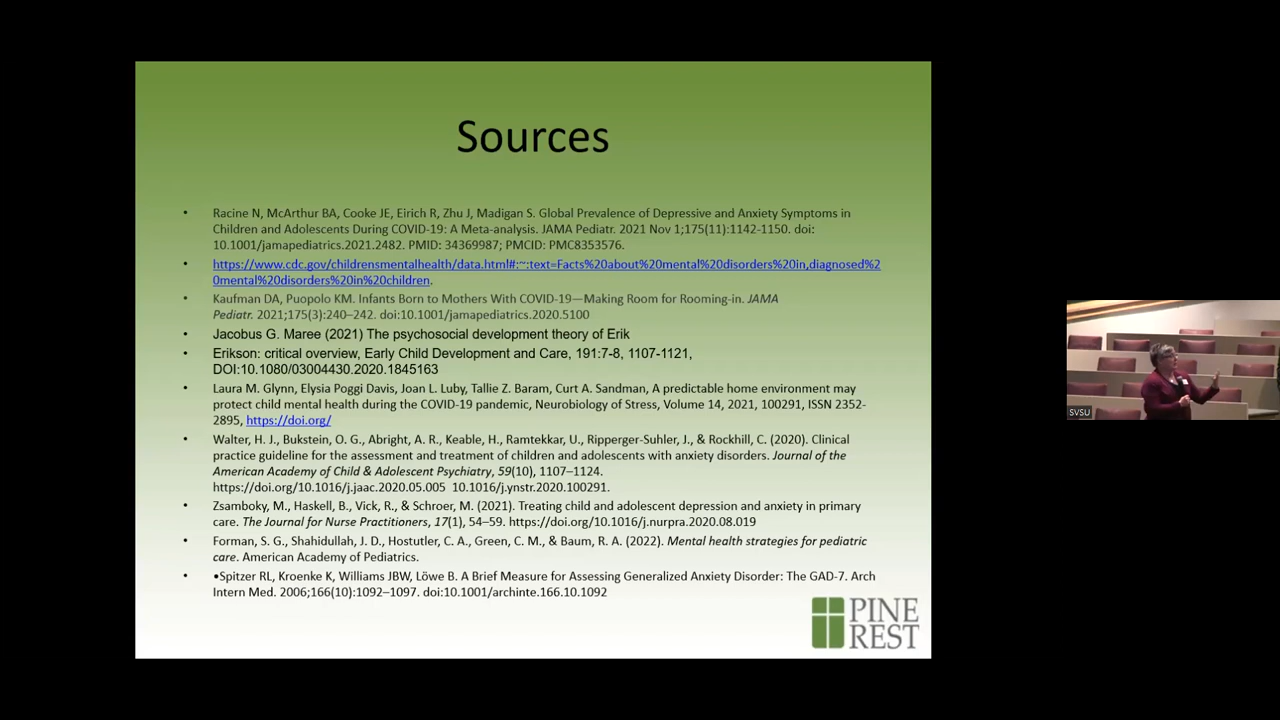 Sources
• Racine N, McArthur BA, Cooke JE, Eirich R, Zhu J, Madigan S. Global Prevalence of Depressive and Anxiety Symptoms in
Children and Adolescents During COVID-19: A Meta-analysis. JAMA Pediatr. 2021 Nov 1;175(11):1142-1150. doi:
10.1001/jamapediatrics.2021.2482. PMID: 34369987; PMCID: PMC8353576.
• https://www.cdc.gov/childrensmentalhealth/data.html#:~:text=Facts%20about%20mental%20disorders%20in,diagnosed%2
0mental%20disorders%20in%20children.
• Kaufman DA, Puopolo KM. Infants Born to Mothers With COVID-19—Making Room for Rooming-in. JAMA
Pediatr. 2021;175(3):240–242. doi:10.1001/jamapediatrics.2020.5100
• Jacobus G. Maree (2021) The psychosocial development theory of Erik
• Erikson: critical overview, Early Child Development and Care, 191:7-8, 1107-1121,
DOI:10.1080/03004430.2020.1845163
• Laura M. Glynn, Elysia Poggi Davis, Joan L. Luby, Tallie Z. Baram, Curt A. Sandman, A predictable home environment may
protect child mental health during the COVID-19 pandemic, Neurobiology of Stress, Volume 14, 2021, 100291, ISSN 2352-
2895, https://doi.org/
• Walter, H. J., Bukstein, O. G., Abright, A. R., Keable, H., Ramtekkar, U., Ripperger-Suhler, J., & Rockhill, C. (2020). Clinical
practice guideline for the assessment and treatment of children and adolescents with anxiety disorders. Journal of the
American Academy of Child & Adolescent Psychiatry, 59(10), 1107–1124.
https://doi.org/10.1016/j.jaac.2020.05.005 10.1016/j.ynstr.2020.100291.
• Zsamboky, M., Haskell, B., Vick, R., & Schroer, M. (2021). Treating child and adolescent depression and anxiety in primary
care. The Journal for Nurse Practitioners, 17(1), 54–59. https://doi.org/10.1016/j.nurpra.2020.08.019
• Forman, S. G., Shahidullah, J. D., Hostutler, C. A., Green, C. M., & Baum, R. A. (2022). Mental health strategies for pediatric
care. American Academy of Pediatrics.
• •Spitzer RL, Kroenke K, Williams JBW, Löwe B. A Brief Measure for Assessing Generalized Anxiety Disorder: The GAD-7. Arch
Intern Med. 2006;166(10):1092–1097. doi:10.1001/archinte.166.10.1092
PINE
REST
SVSU